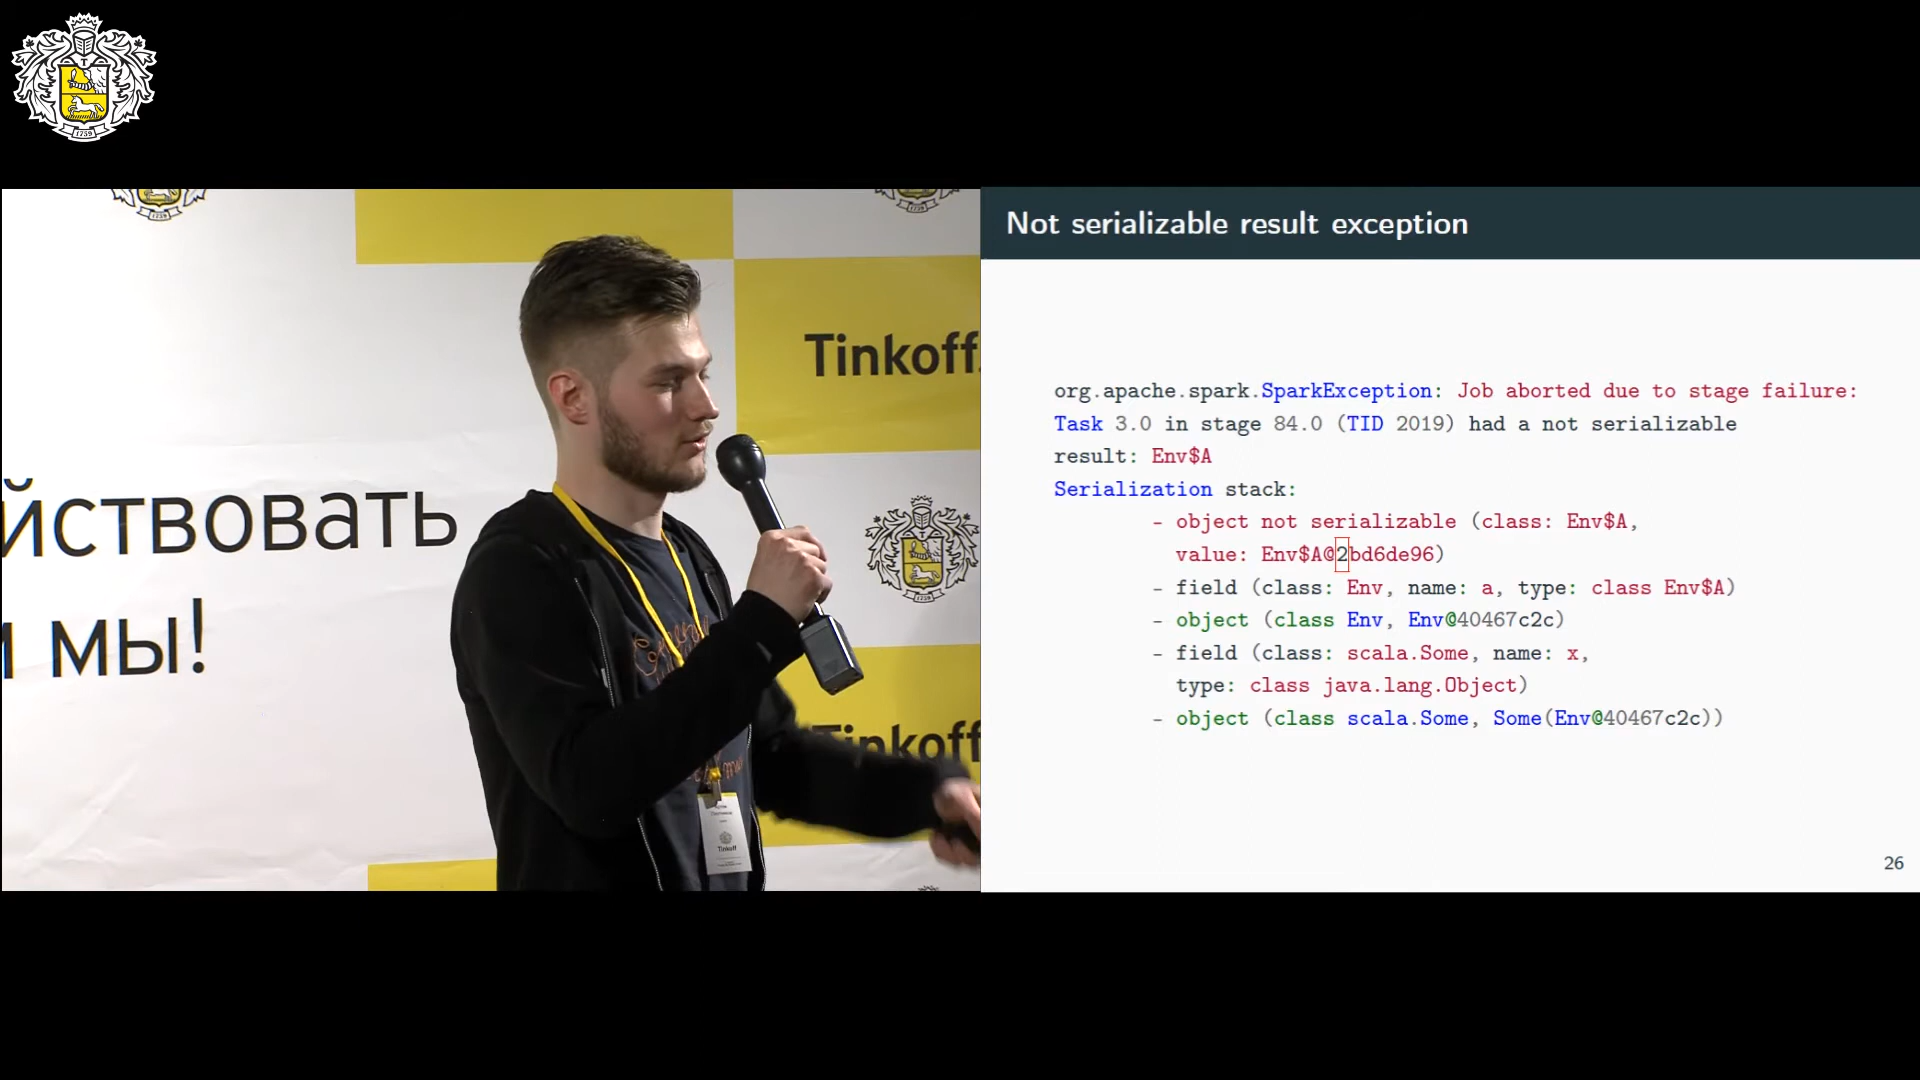 1759
йствовать
мы!
Tinkoff
Tinkoff
Tinkoff
Not serializable result exception
org.apache.spark.SparkException: Job aborted due to stage failure:
Task 3.0 in stage 84.0 (TID 2019) had a not serializable
result: Env$A
Serialization stack:
- object not serializable (class: Env$A,
value: Env$A@2bd6de96)
- field (class: Env, name: a, type: class Env$A)
- object (class Env, Env@40467c2c)
- field (class: scala.Some, name: x,
type: class java.lang.Object)
- object (class scala.Some, Some(Env@40467c2c))
26